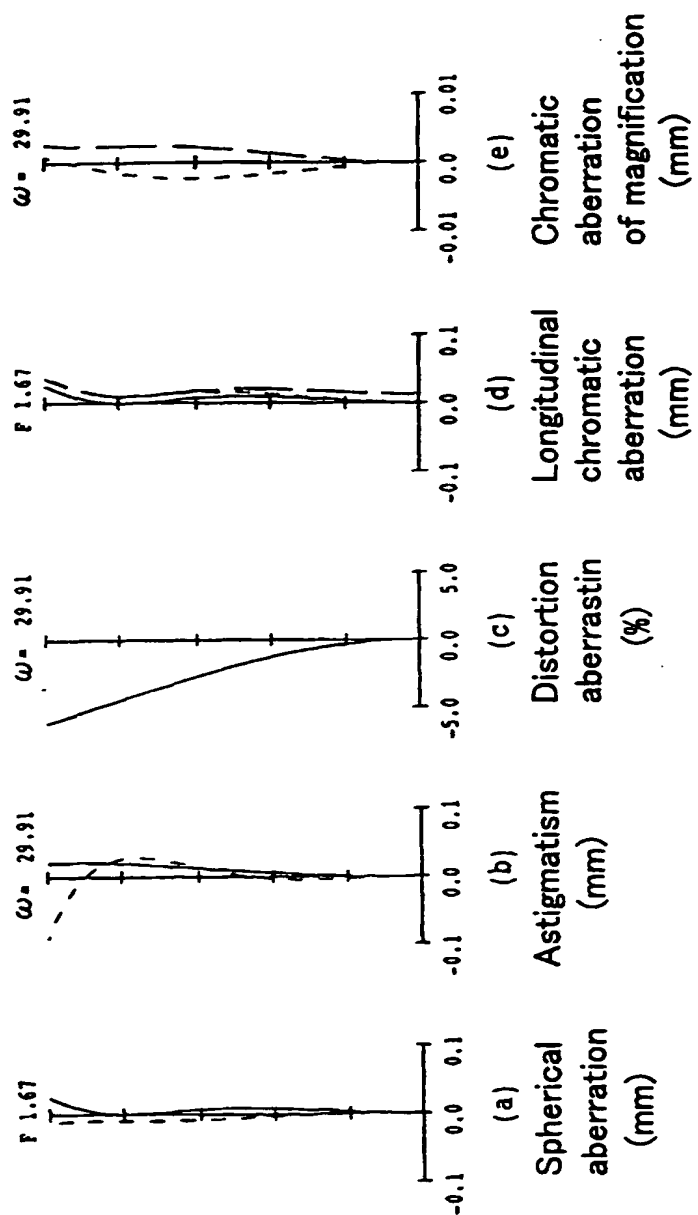 F 1.67
-0.1 0.0 0.1
(a)
Spherical
aberration
(mm)
ω= 29.91
-0.1 0.0 0.1
(b)
Astigmatism
(mm)
ω= 29.91
-5.0 0.0 5.0
(c)
Distortion
aberrastin
(%)
F 1.67
-0.1 0.0 0.1
(d)
Longitudinal
chromatic
aberration
(mm)
ω= 29.91
-0.01 0.0 0.01
(e)
Chromatic
aberration
of magnification
(mm)